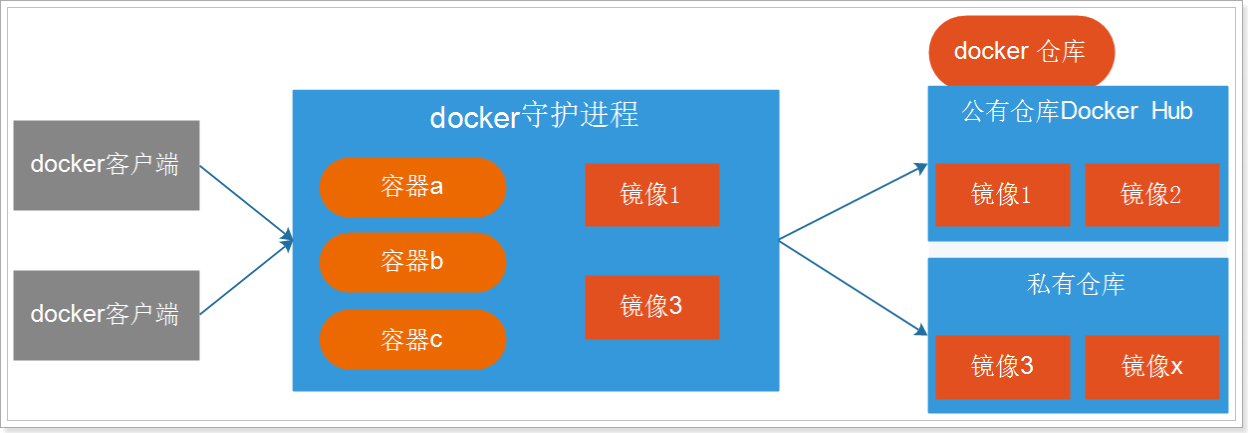 docker客户端
docker客户端
docker守护进程
容器a
容器b
容器c
镜像1
镜像3
docker 仓库
公有仓库Docker Hub
镜像1
镜像2
私有仓库
镜像3
镜像x